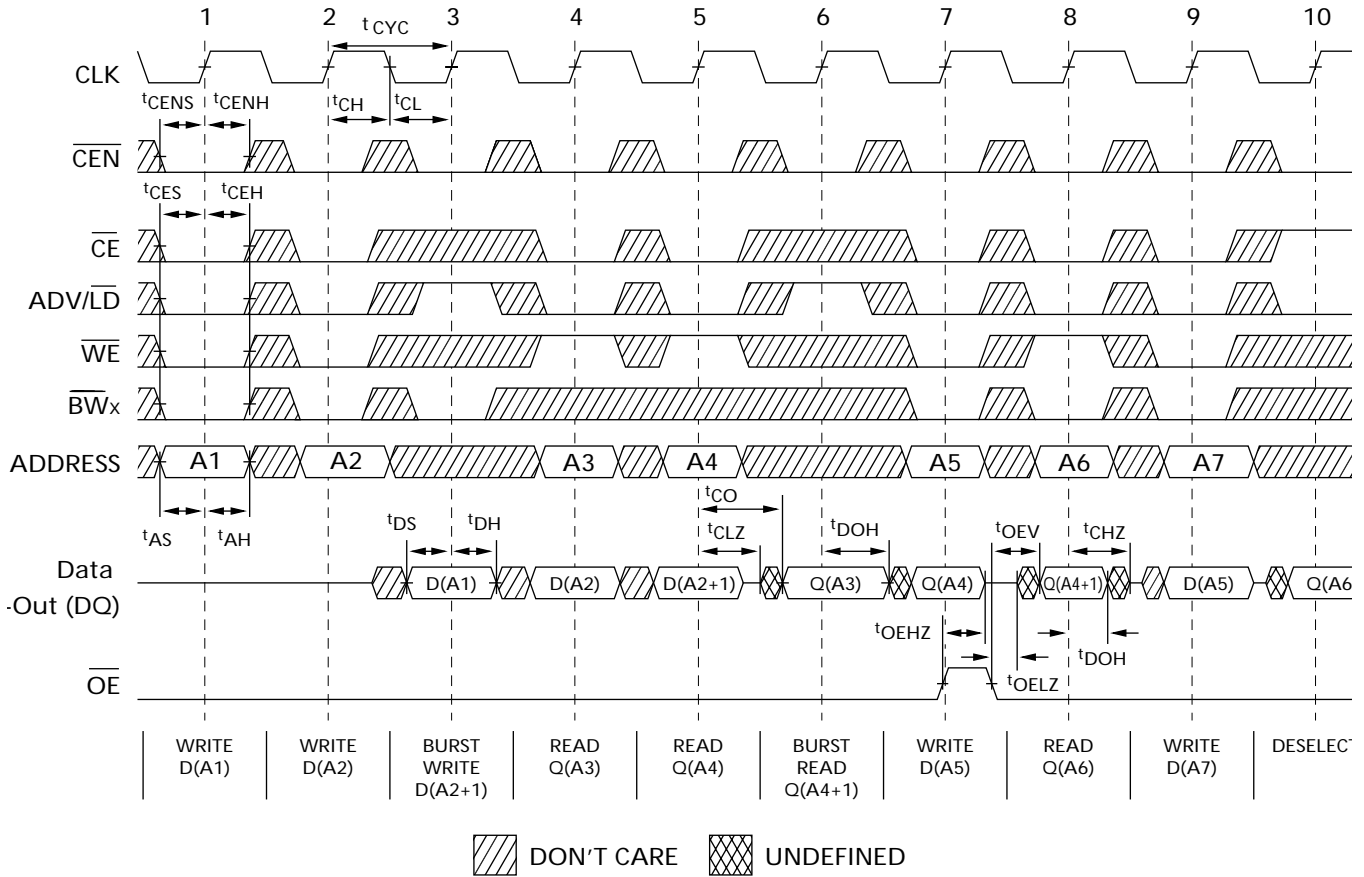 1 2 3 4 5 6 7 8 9 10
tCYC
CLK
tCENS tCENH tCH tCL
CEN
tCES tCEH
CE
ADV/LD
WE
BWx
ADDRESS A1 A2 A3 A4 A5 A6 A7
tCO
tAS tAH tDS tDH tCLZ tDOH tOEV tCHZ
Data
-Out (DQ) D(A1) D(A2) D(A2+1) Q(A3) Q(A4) Q(A4+1) D(A5) Q(A6
tOEHZ tDOH
tOELZ
OE
WRITE
D(A1)
WRITE
D(A2)
BURST
WRITE
D(A2+1)
READ
Q(A3)
READ
Q(A4)
BURST
READ
Q(A4+1)
WRITE
D(A5)
READ
Q(A6)
WRITE
D(A7)
DESELECT
DON'T CARE UNDEFINED